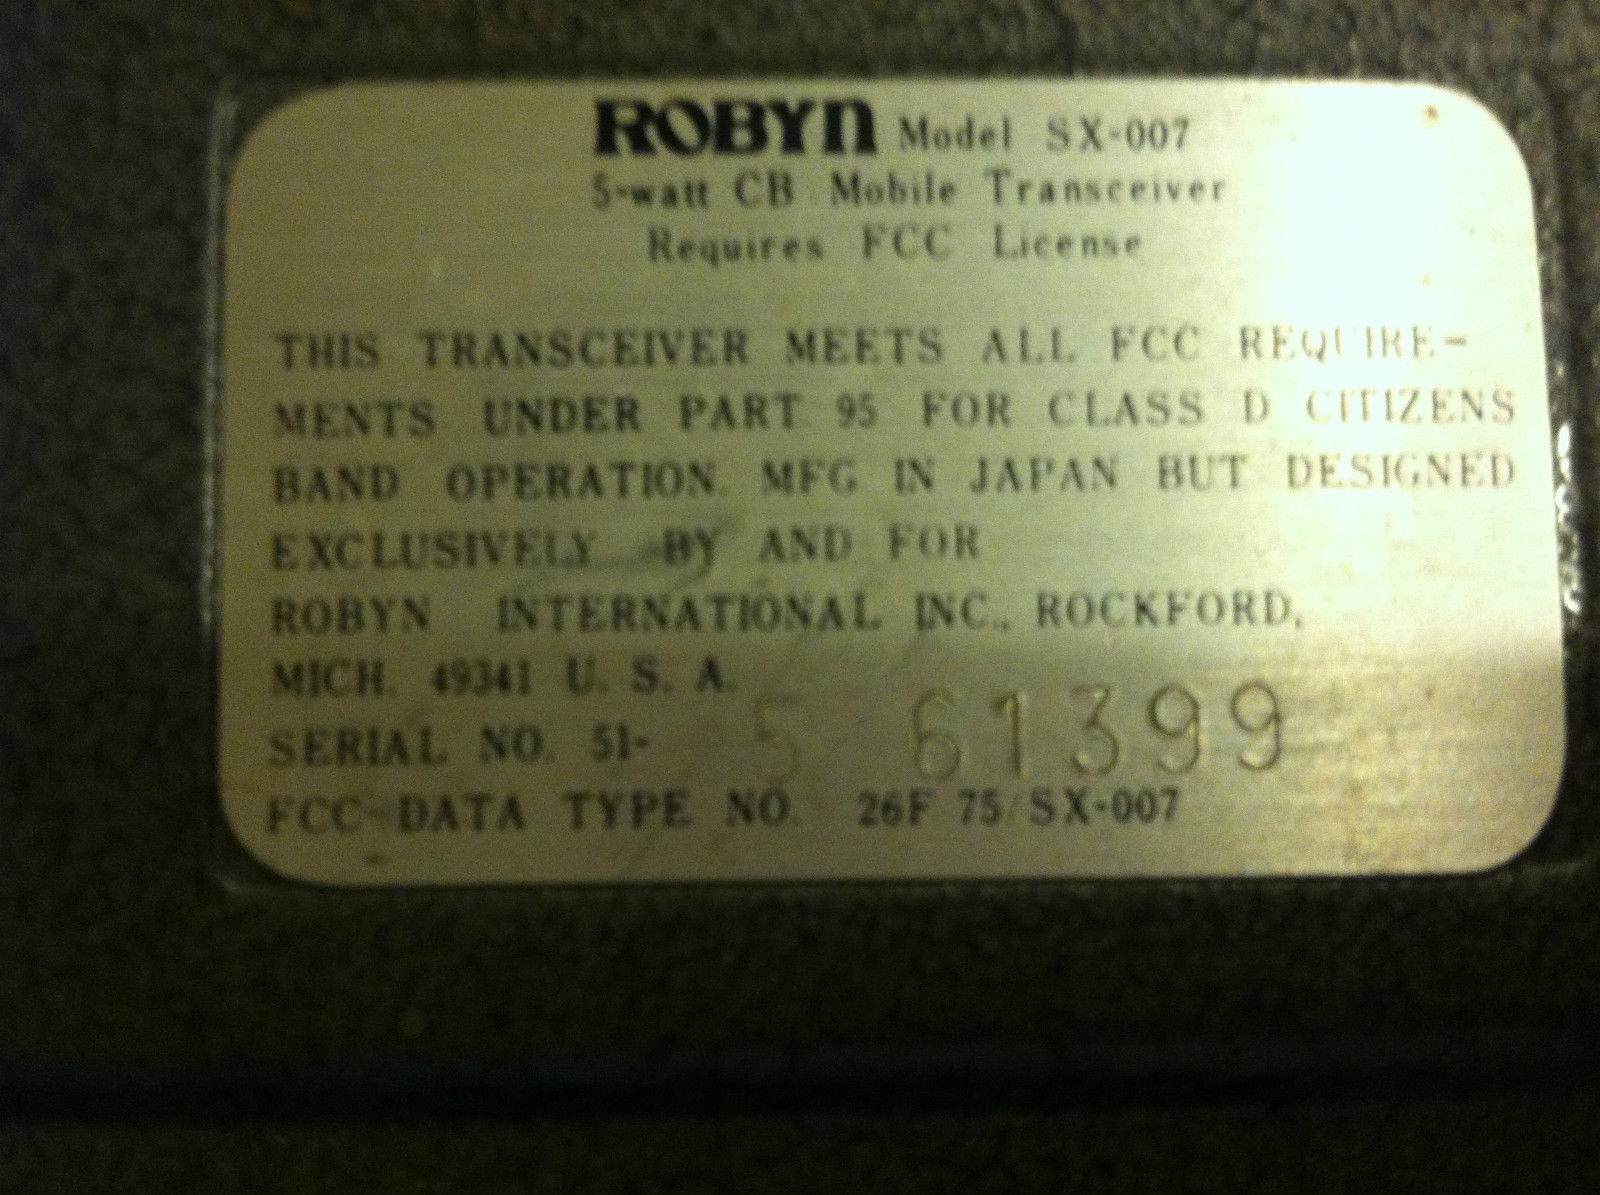 ROBYN Model SX-007
5-watt CB Mobile Transceiver
Requires FCC License
THIS TRANSCEIVER MEETS ALL FCC REQUIRE-
MENTS UNDER PART 95 FOR CLASS D CITIZENS
BAND OPERATION. MFG IN JAPAN BUT DESIGNED
EXCLUSIVELY BY AND FOR
ROBYN INTERNATIONAL INC., ROCKFORD,
MICH. 49341 U. S. A.
SERIAL NO. 51- 5 61399
FCC-DATA TYPE NO. 26F 75/SX-007